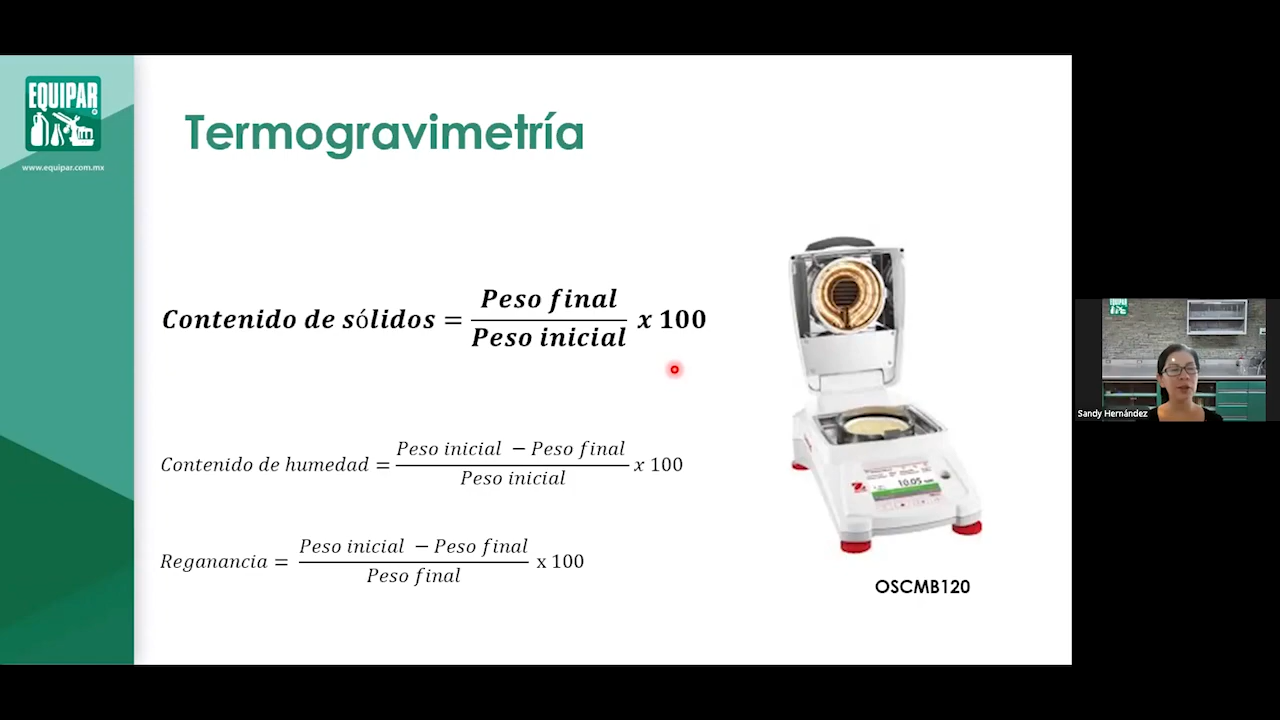 EQUIPAR
www.equipar.com.mx
Termogravimetría
Contenido de sólidos = Peso final / Peso inicial x 100
Contenido de humedad = Peso inicial − Peso final / Peso inicial x 100
Reganancia = Peso inicial − Peso final / Peso final x 100
10.05
OSCMB120
EQUIPAR
Sandy Hernández